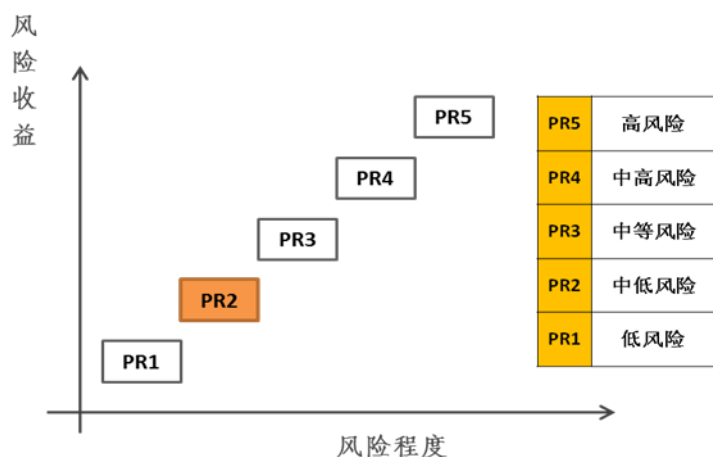 风险收益
PR5
PR4
PR3
PR2
PR1
风险程度
PR5 高风险
PR4 中高风险
PR3 中等风险
PR2 中低风险
PR1 低风险